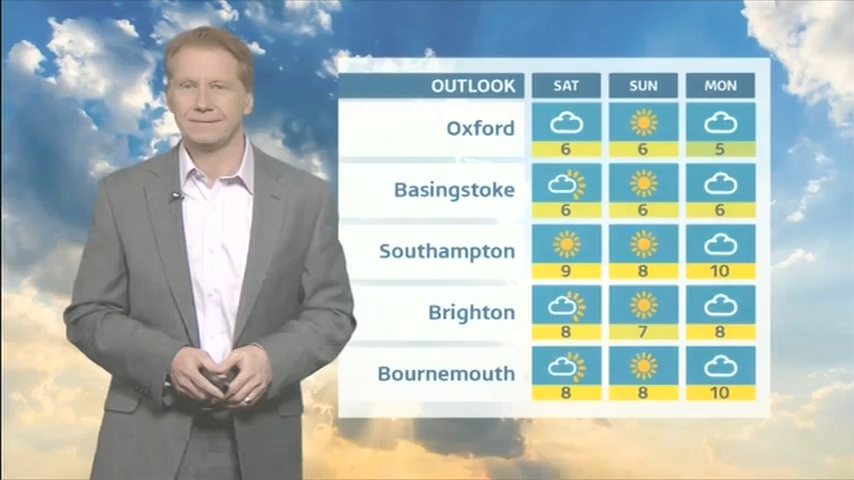 OUTLOOK SAT SUN MON
Oxford 6 6 5
Basingstoke 6 6 6
Southampton 9 8 10
Brighton 8 7 8
Bournemouth 8 8 10